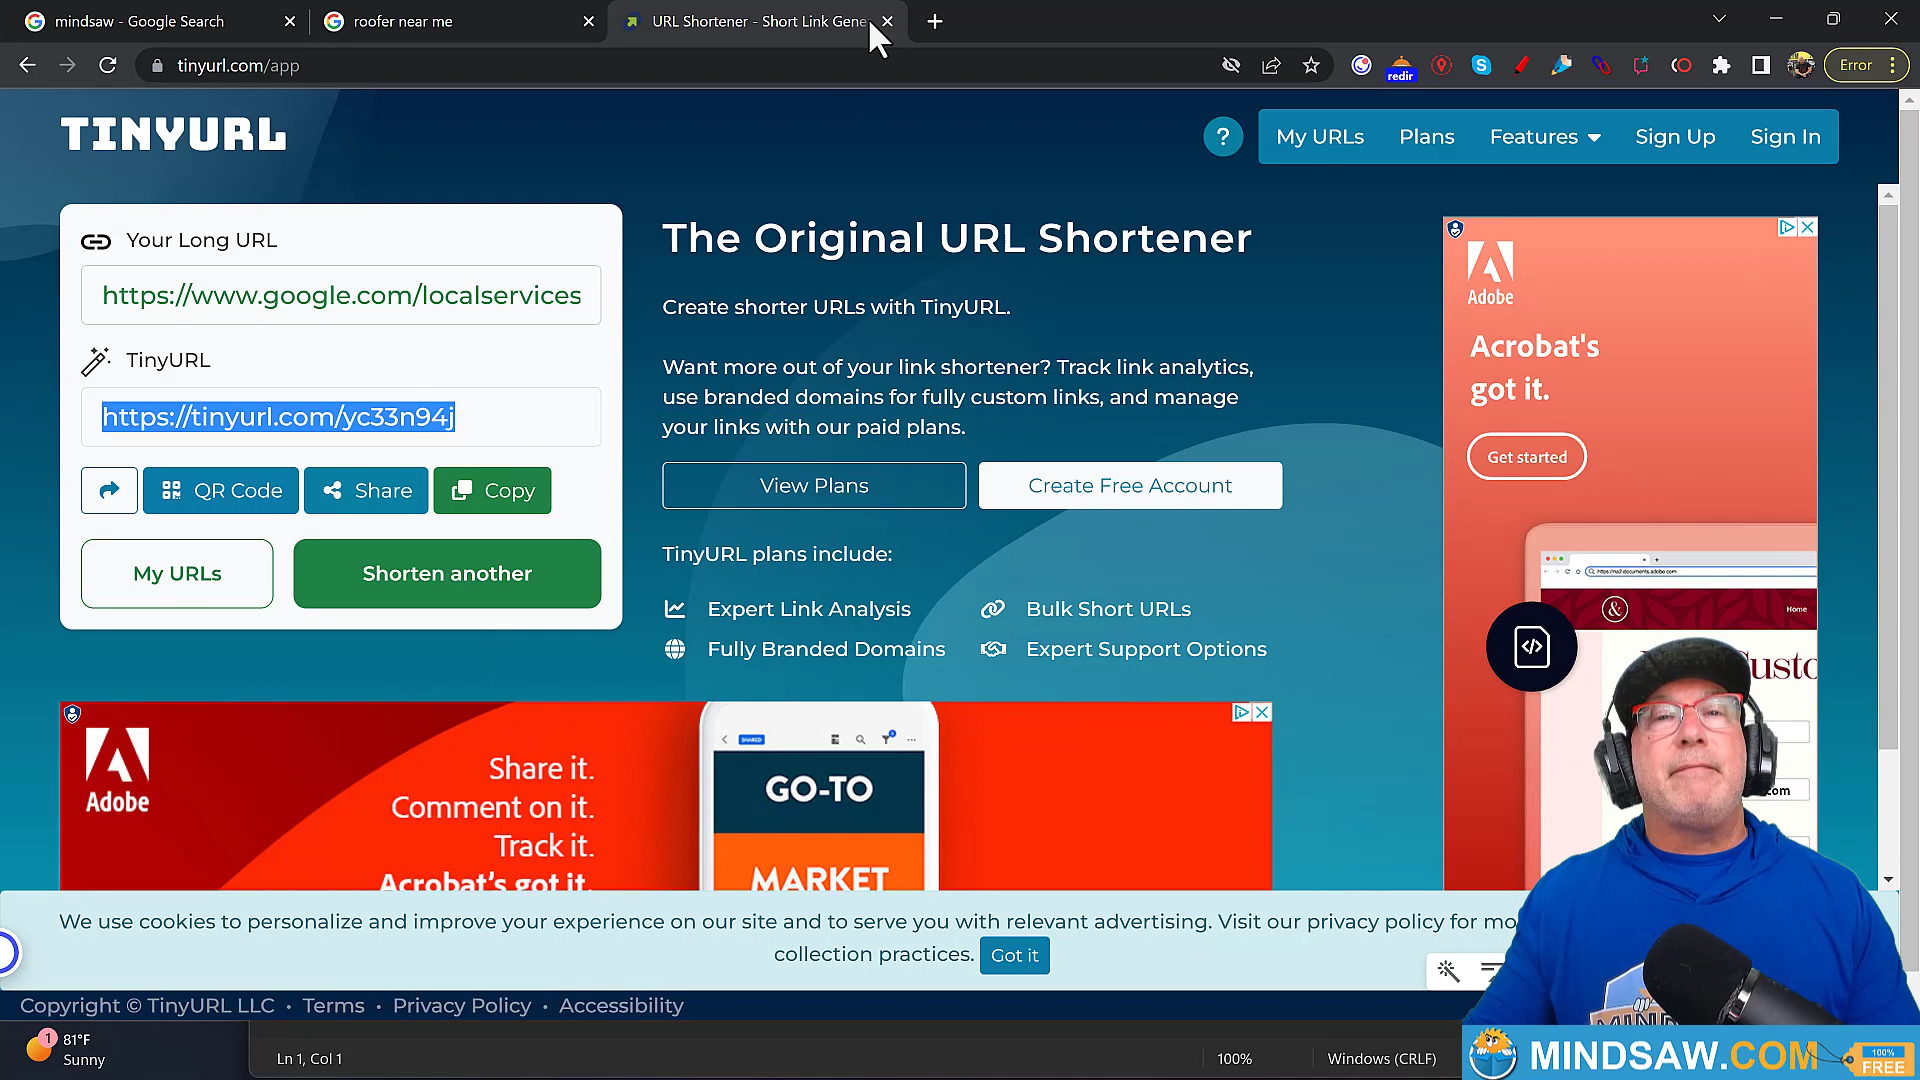 mindsaw - Google Search
roofer near me
URL Shortener - Short Link Gene
tinyurl.com/app
redir
Error
TINYURL
?
My URLs
Plans
Features
Sign Up
Sign In
Your Long URL
https://www.google.com/localservices
TinyURL
https://tinyurl.com/yc33n94j
QR Code
Share
Copy
My URLs
Shorten another
The Original URL Shortener
Create shorter URLs with TinyURL.
Want more out of your link shortener? Track link analytics,
use branded domains for fully custom links, and manage
your links with our paid plans.
View Plans
Create Free Account
TinyURL plans include:
Expert Link Analysis
Bulk Short URLs
Fully Branded Domains
Expert Support Options
Adobe
Acrobat's
got it.
Get started
Home
Adobe
Share it.
Comment on it.
Track it.
Acrobat's got it.
SHARED
GO-TO
MARKET
We use cookies to personalize and improve your experience on our site and to serve you with relevant advertising. Visit our privacy policy for mo
collection practices.
Got it
Copyright © TinyURL LLC • Terms • Privacy Policy • Accessibility
1
81°F
Sunny
Ln 1, Col 1
100%
Windows (CRLF)
MINDSAW.COM
100%
FREE